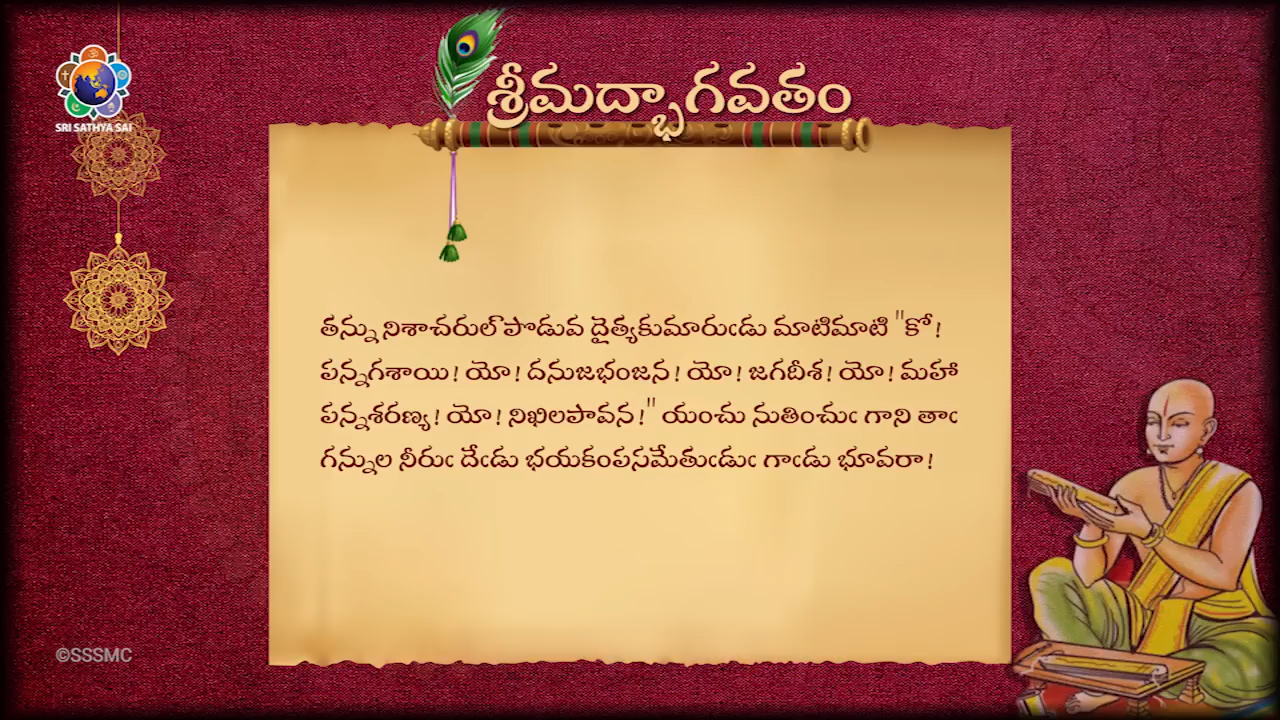 శ్రీమద్భాగవతం
SRI SATHYA SAI
తన్ను నిశాచరుల్ పొడువ దైత్యకుమారుఁడు మాటిమాటి "కో!
పన్నగశాయి! యో! దనుజభంజన! యో! జగదీశ! యో! మహా
పన్నశరణ్య! యో! నిఖిలపావన!" యంచు నుతించుఁ గాని తాఁ
గన్నుల నీరుఁ దేఁడు భయకంపసమేతుఁడుఁ గాఁడు భూవరా!
©SSSMC